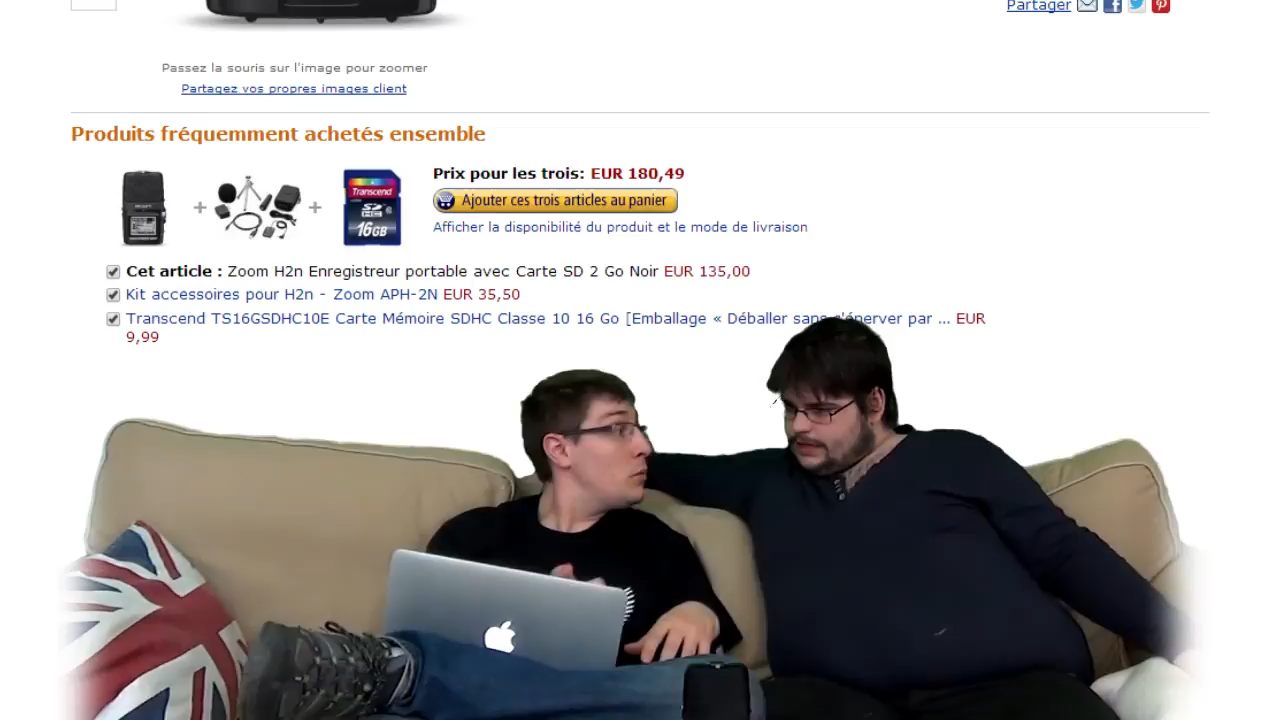 Partager
Passez la souris sur l'image pour zoomer
Partagez vos propres images client
Produits fréquemment achetés ensemble
Prix pour les trois: EUR 180,49
Transcend
16GB
Ajouter ces trois articles au panier
Afficher la disponibilité du produit et le mode de livraison
Cet article : Zoom H2n Enregistreur portable avec Carte SD 2 Go Noir EUR 135,00
Kit accessoires pour H2n - Zoom APH-2N EUR 35,50
Transcend TS16GSDHC10E Carte Mémoire SDHC Classe 10 16 Go [Emballage « Déballer sans s'énerver par ... EUR
9,99